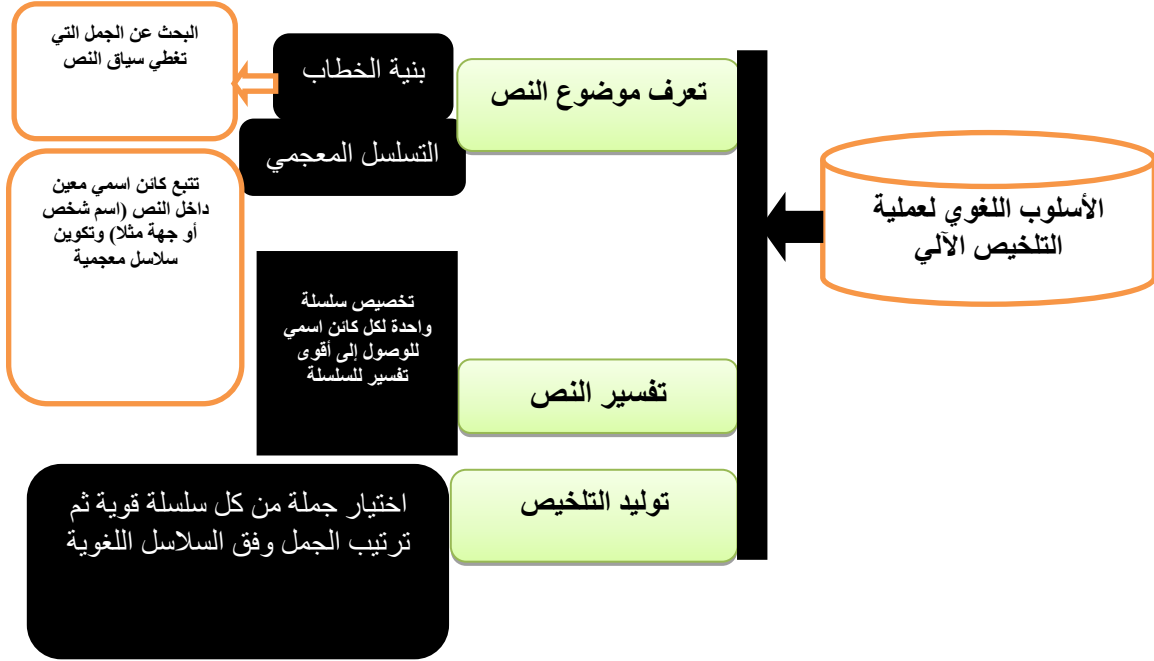 الأسلوب اللغوي لعملية
التلخيص الآلي
تعرف موضوع النص
بنية الخطاب
البحث عن الجمل التي
تغطي سياق النص
التسلسل المعجمي
تتبع كائن اسمي معين
داخل النص (اسم شخص
أو جهة مثلا) وتكوين
سلاسل معجمية
تفسير النص
تخصيص سلسلة
واحدة لكل كائن اسمي
للوصول إلى أقوى
تفسير للسلسلة
توليد التلخيص
اختيار جملة من كل سلسلة قوية ثم
ترتيب الجمل وفق السلاسل اللغوية